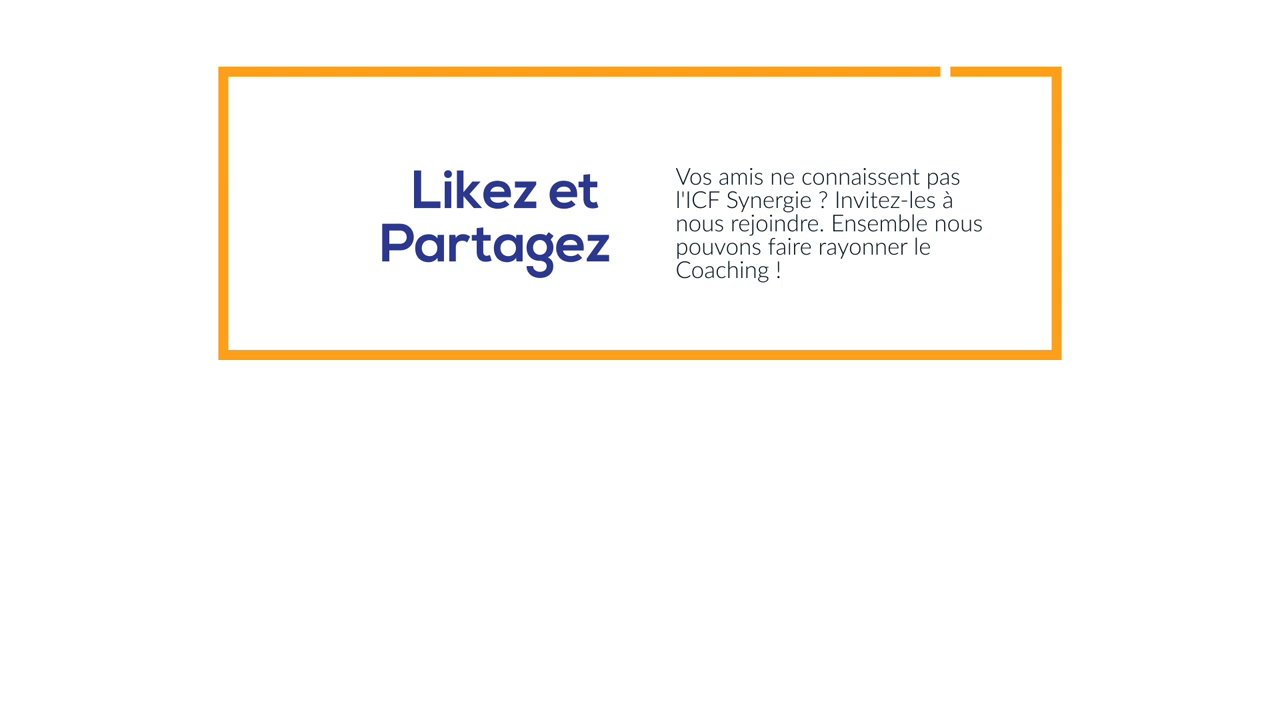 Likez et
Partagez
Vos amis ne connaissent pas
l'ICF Synergie ? Invitez-les à
nous rejoindre. Ensemble nous
pouvons faire rayonner le
Coaching !